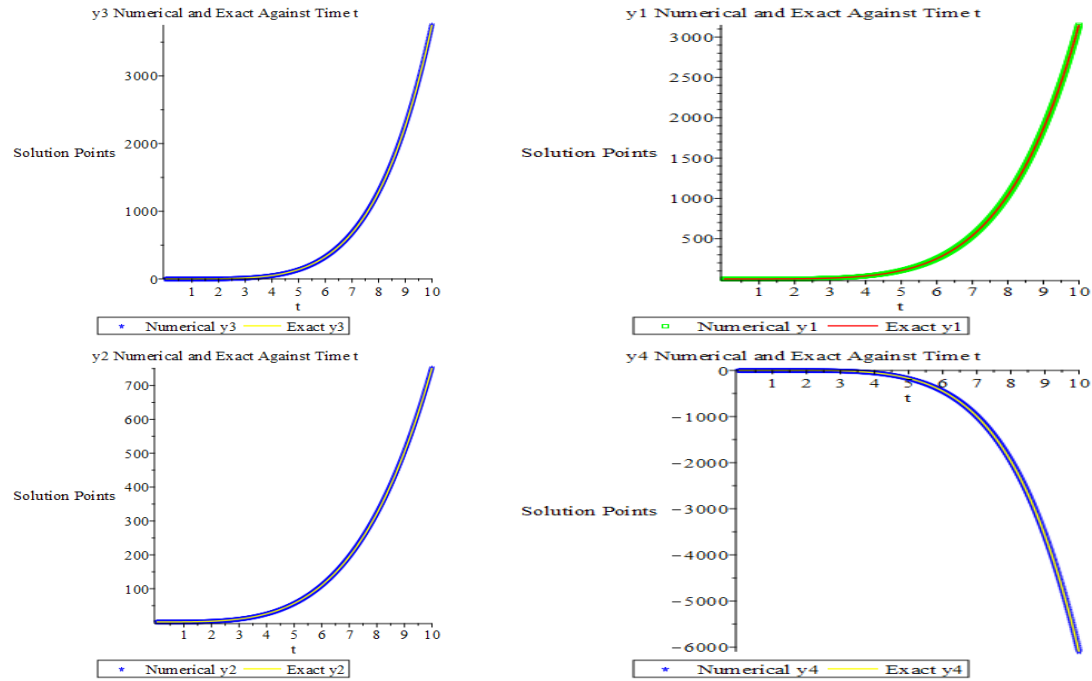 y3 Numerical and Exact Against Time t
3000
2000
1000
0
Solution Points
1 2 3 4 5 6 7 8 9 10
t
Numerical y3 Exact y3
y1 Numerical and Exact Against Time t
3000
2500
2000
1500
1000
500
Solution Points
1 2 3 4 5 6 7 8 9 10
t
Numerical y1 Exact y1
y2 Numerical and Exact Against Time t
700
600
500
400
300
200
100
Solution Points
1 2 3 4 5 6 7 8 9 10
t
Numerical y2 Exact y2
y4 Numerical and Exact Against Time t
0
1 2 3 4 5 6 7 8 9 10
t
-1000
-2000
-3000
-4000
-5000
-6000
Solution Points
Numerical y4 Exact y4